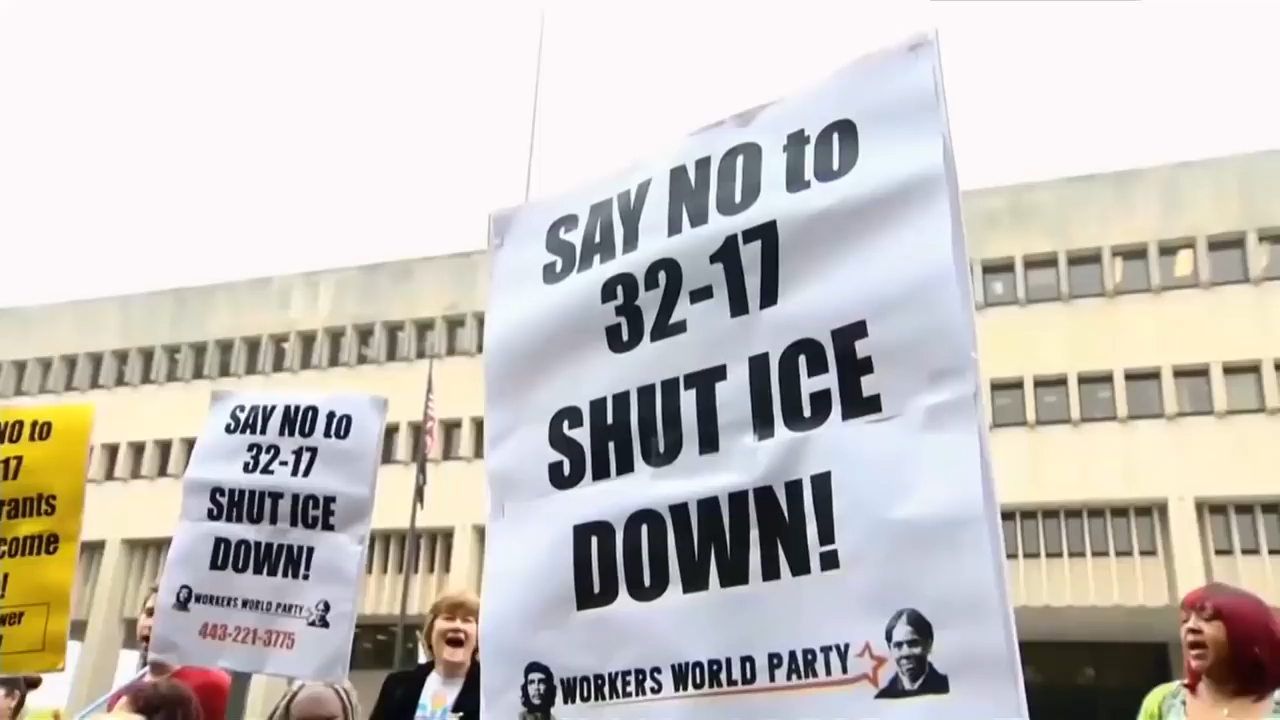 NO to
17
rants
come
!
wer
SAY NO to
32-17
SHUT ICE
DOWN!
WORKERS WORLD PARTY
443-221-3775
SAY NO to
32-17
SHUT ICE
DOWN!
WORKERS WORLD PARTY